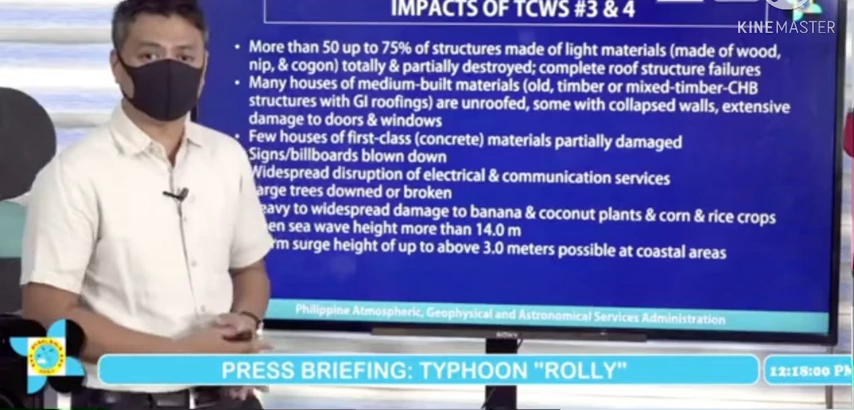 IMPACTS OF TCWS #3 & 4
KINEMASTER
• More than 50 up to 75% of structures made of light materials (made of wood,
nip, & cogon) totally & partially destroyed; complete roof structure failures
• Many houses of medium-built materials (old, timber or mixed-timber-CHB
structures with GI roofings) are unroofed, some with collapsed walls, extensive
damage to doors & windows
• Few houses of first-class (concrete) materials partially damaged
Signs/billboards blown down
Widespread disruption of electrical & communication services
arge trees downed or broken
eavy to widespread damage to banana & coconut plants & corn & rice crops
en sea wave height more than 14.0 m
rm surge height of up to above 3.0 meters possible at coastal areas
Philippine Atmospheric, Geophysical and Astronomical Services Administration
SONY
PRESS BRIEFING: TYPHOON "ROLLY"
12:18:00 PM